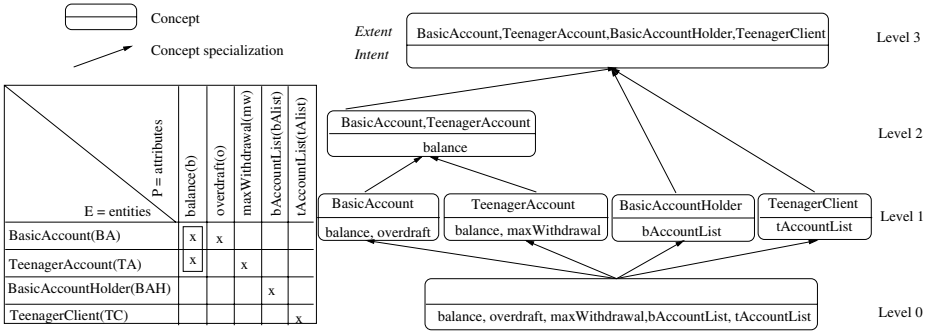 Concept
Concept specialization
P = attributes
E = entities
balance(b)
overdraft(o)
maxWithdrawal(mw)
bAccountList(bAlist)
tAccountList(tAlist)
BasicAccount(BA)
x
x
TeenagerAccount(TA)
x
x
BasicAccountHolder(BAH)
x
TeenagerClient(TC)
x
Extent
BasicAccount,TeenagerAccount,BasicAccountHolder,TeenagerClient
Intent
Level 3
BasicAccount,TeenagerAccount
balance
Level 2
BasicAccount
balance, overdraft
TeenagerAccount
balance, maxWithdrawal
BasicAccountHolder
bAccountList
TeenagerClient
tAccountList
Level 1
balance, overdraft, maxWithdrawal,bAccountList, tAccountList
Level 0